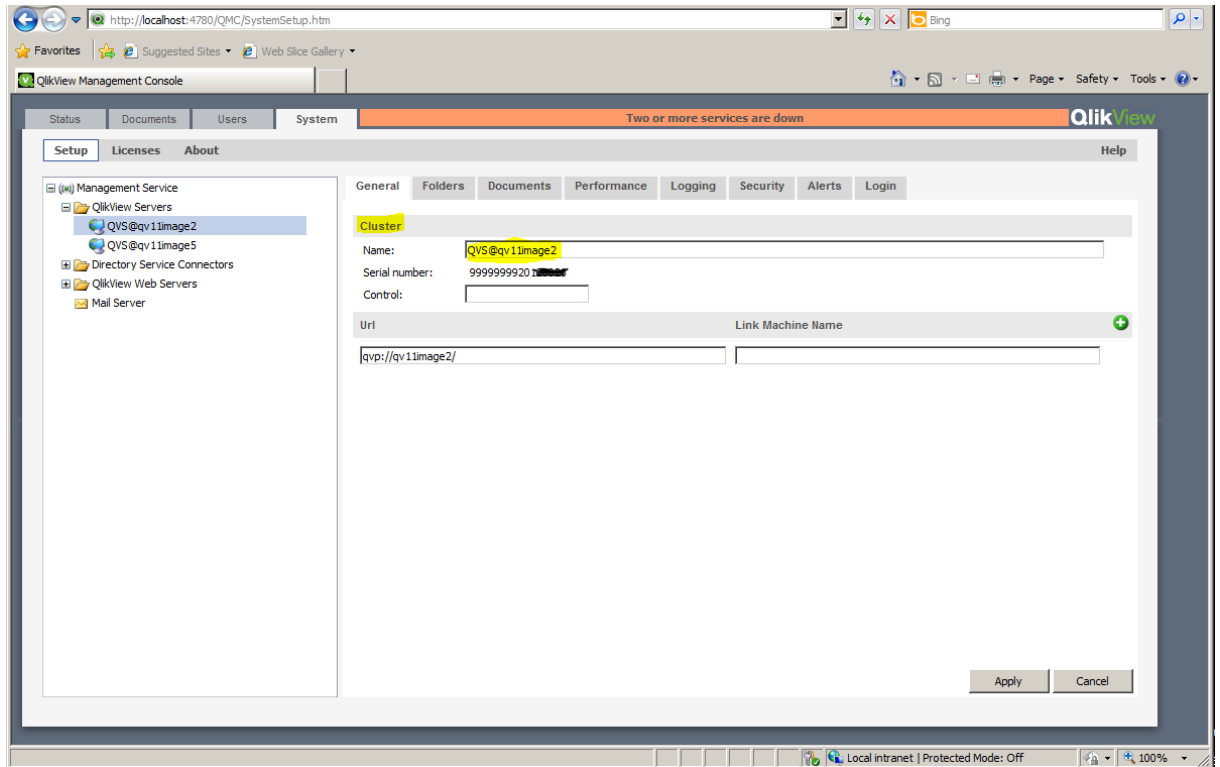 http://localhost:4780/QMC/SystemSetup.htm
Bing
Favorites Suggested Sites Web Slice Gallery
QlikView Management Console
Page Safety Tools
Status Documents Users System Two or more services are down QlikView
Setup Licenses About Help
Management Service
QlikView Servers
QVS@qv11image2
QVS@qv11image5
Directory Service Connectors
QlikView Web Servers
Mail Server
General Folders Documents Performance Logging Security Alerts Login
Cluster
Name: QVS@qv11image2
Serial number: 9999999920
Control:
Url Link Machine Name
qvp://qv11image2/
Apply Cancel
Local intranet | Protected Mode: Off 100%